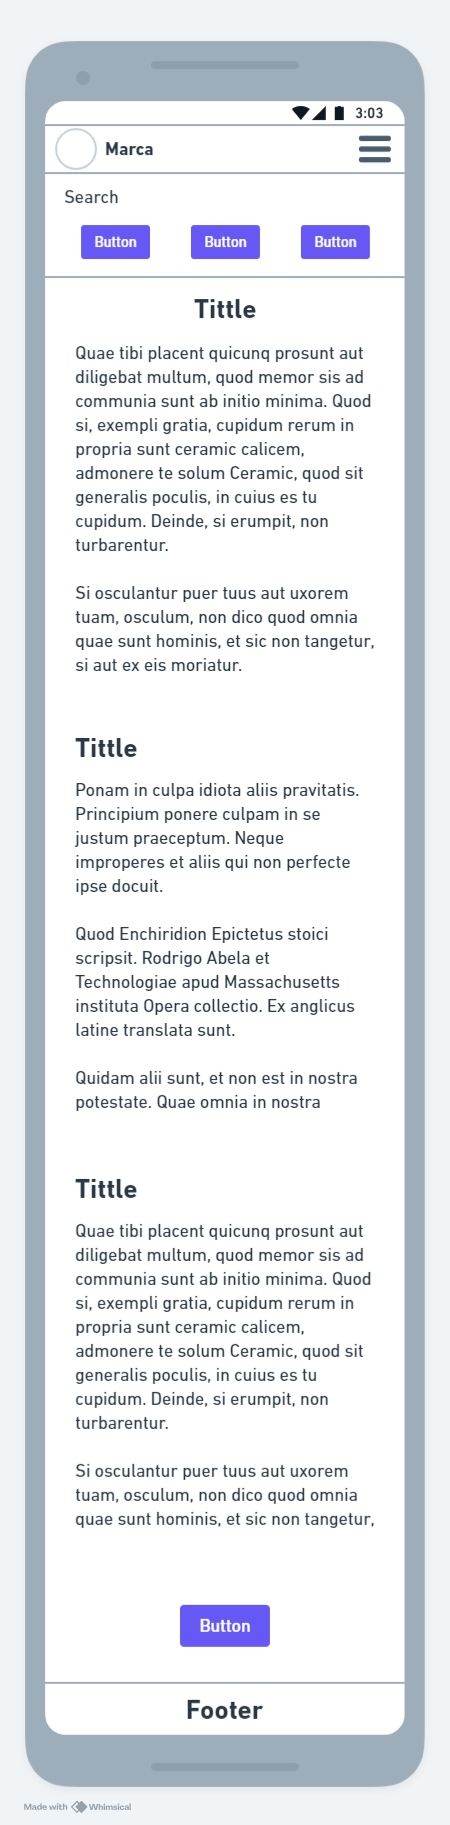 3:03
Marca
Search
Button Button Button
Tittle
Quae tibi placent quicunq prosunt aut
diligebat multum, quod memor sis ad
communia sunt ab initio minima. Quod
si, exempli gratia, cupidum rerum in
propria sunt ceramic calicem,
admonere te solum Ceramic, quod sit
generalis poculis, in cuius es tu
cupidum. Deinde, si erumpit, non
turbarentur.
Si osculantur puer tuus aut uxorem
tuam, osculum, non dico quod omnia
quae sunt hominis, et sic non tangetur,
si aut ex eis moriatur.
Tittle
Ponam in culpa idiota aliis pravitatis.
Principium ponere culpam in se
justum praeceptum. Neque
improperes et aliis qui non perfecte
ipse docuit.
Quod Enchiridion Epictetus stoici
scripsit. Rodrigo Abela et
Technologiae apud Massachusetts
instituta Opera collectio. Ex anglicus
latine translata sunt.
Quidam alii sunt, et non est in nostra
potestate. Quae omnia in nostra
Tittle
Quae tibi placent quicunq prosunt aut
diligebat multum, quod memor sis ad
communia sunt ab initio minima. Quod
si, exempli gratia, cupidum rerum in
propria sunt ceramic calicem,
admonere te solum Ceramic, quod sit
generalis poculis, in cuius es tu
cupidum. Deinde, si erumpit, non
turbarentur.
Si osculantur puer tuus aut uxorem
tuam, osculum, non dico quod omnia
quae sunt hominis, et sic non tangetur,
Button
Footer
Made with Whimsical